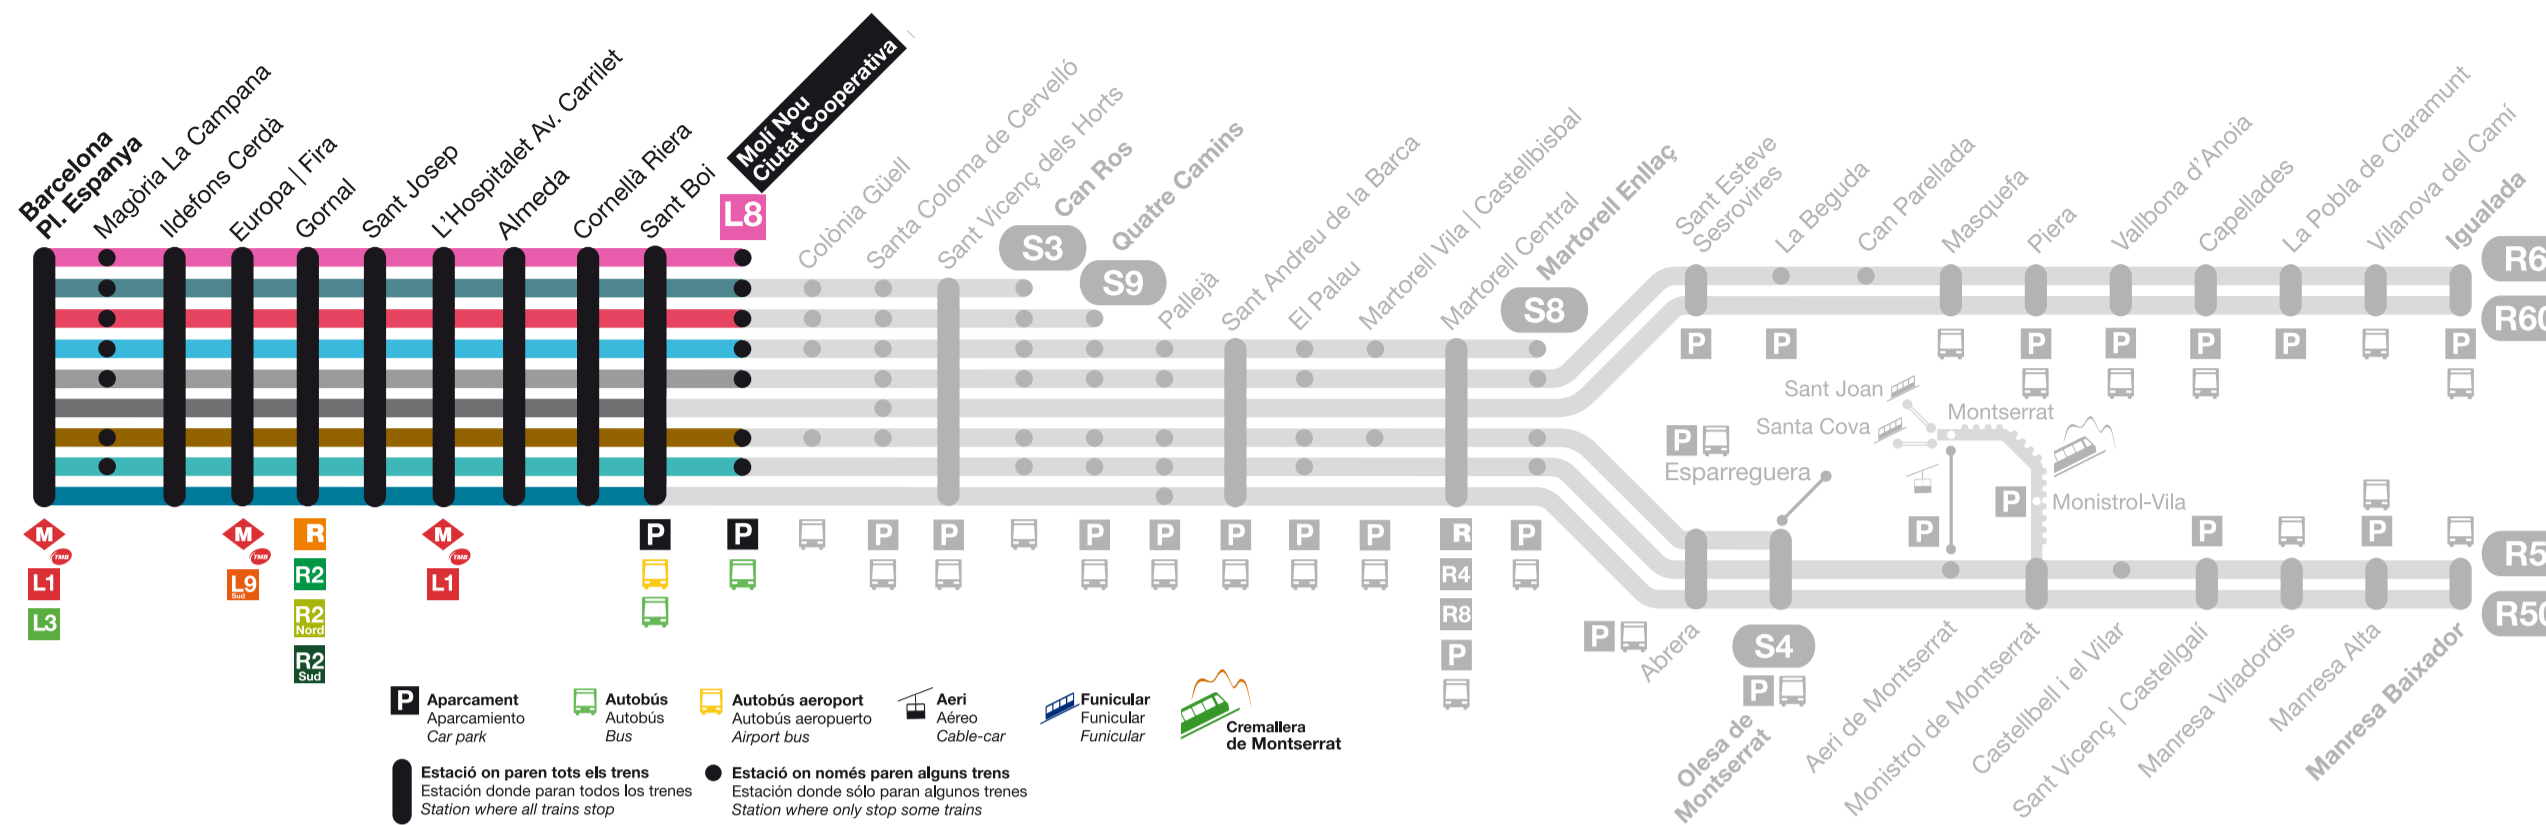 Barcelona
Pl. Espanya
Magòria La Campana
Ildefons Cerdà
Europa | Fira
Gornal
Sant Josep
L'Hospitalet Av. Carrilet
Almeda
Cornellà Riera
Sant Boi
Molí Nou
Ciutat Cooperativa
L8
Colònia Güell
Santa Coloma de Cervelló
Sant Vicenç dels Horts
Can Ros
S3
Quatre Camins
S9
Pallejà
Sant Andreu de la Barca
El Palau
Martorell Vila | Castellbisbal
Martorell Central
Martorell Enllaç
S8
Sant Esteve
Sesrovires
La Beguda
Can Parellada
Masquefa
Piera
Vallbona d'Anoia
Capellades
La Pobla de Claramunt
Vilanova del Camí
Igualada
R6
R60
P
P
P
P
P
P
P
Sant Joan
Santa Cova
Montserrat
P
Esparreguera
P
P
Monistrol-Vila
M
TMB
L1
L3
M
TMB
L9
Sud
R
R2
R2
Nord
R2
Sud
M
TMB
L1
P
P
P
P
P
P
P
P
P
R
R4
R8
P
P
P
P
P
R5
R50
Abrera
S4
P
Olesa de
Montserrat
Aeri de Montserrat
Monistrol de Montserrat
Castellbell i el Vilar
Sant Vicenç | Castellgalí
Manresa Viladordis
Manresa Alta
Manresa Baixador
P
Aparcament
Aparcamiento
Car park
Autobús
Autobús
Bus
Autobús aeroport
Autobús aeropuerto
Airport bus
Aeri
Aéreo
Cable-car
Funicular
Funicular
Funicular
Cremallera
de Montserrat
Estació on paren tots els trens
Estación donde paran todos los trenes
Station where all trains stop
Estació on només paren alguns trens
Estación donde sólo paran algunos trenes
Station where only stop some trains